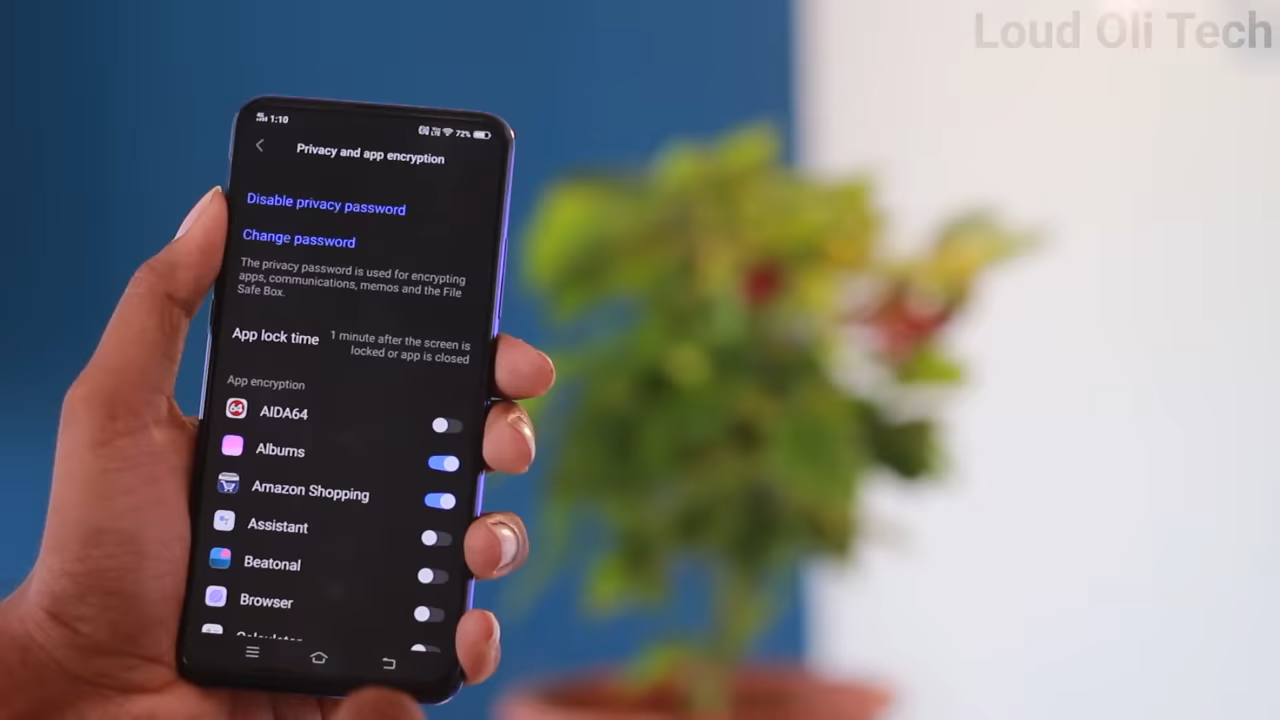 Loud Oli Tech
1:10
72%
Privacy and app encryption
Disable privacy password
Change password
The privacy password is used for encrypting
apps, communications, memos and the File
Safe Box.
App lock time
1 minute after the screen is
locked or app is closed
App encryption
64 AIDA64
Albums
Amazon Shopping
Assistant
Beatonal
Browser